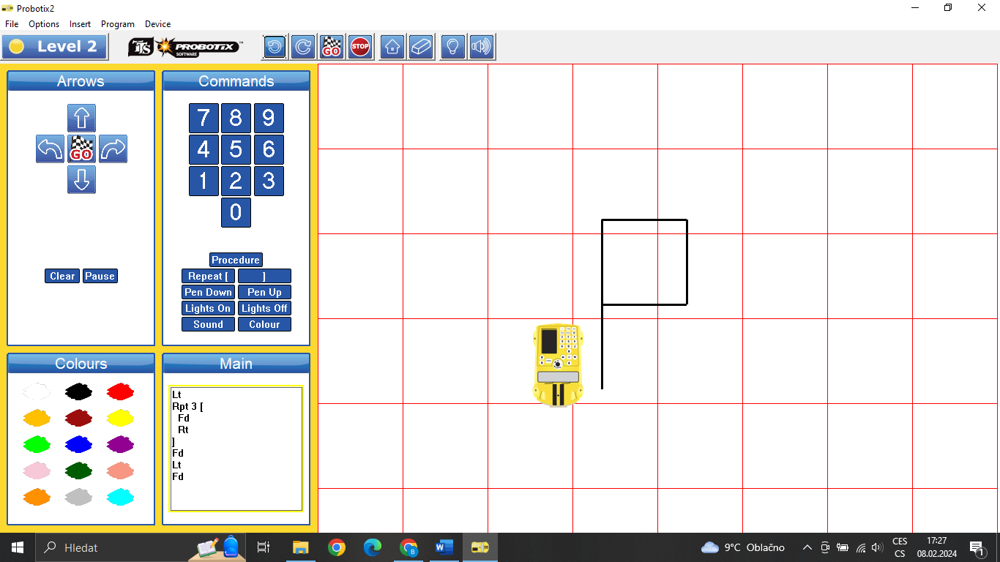 Probotix2
File Options Insert Program Device
Level 2
TTS PROBOTIX™
SOFTWARE
GO
STOP
Arrows
GO
Clear Pause
Commands
7 8 9
4 5 6
1 2 3
0
Procedure
Repeat [ ]
Pen Down Pen Up
Lights On Lights Off
Sound Colour
Colours
Main
Lt
Rpt 3 [
Fd
Rt
]
Fd
Lt
Fd
Hledat
B
W
9°C Oblačno
CES
CS
17:27
08.02.2024
1